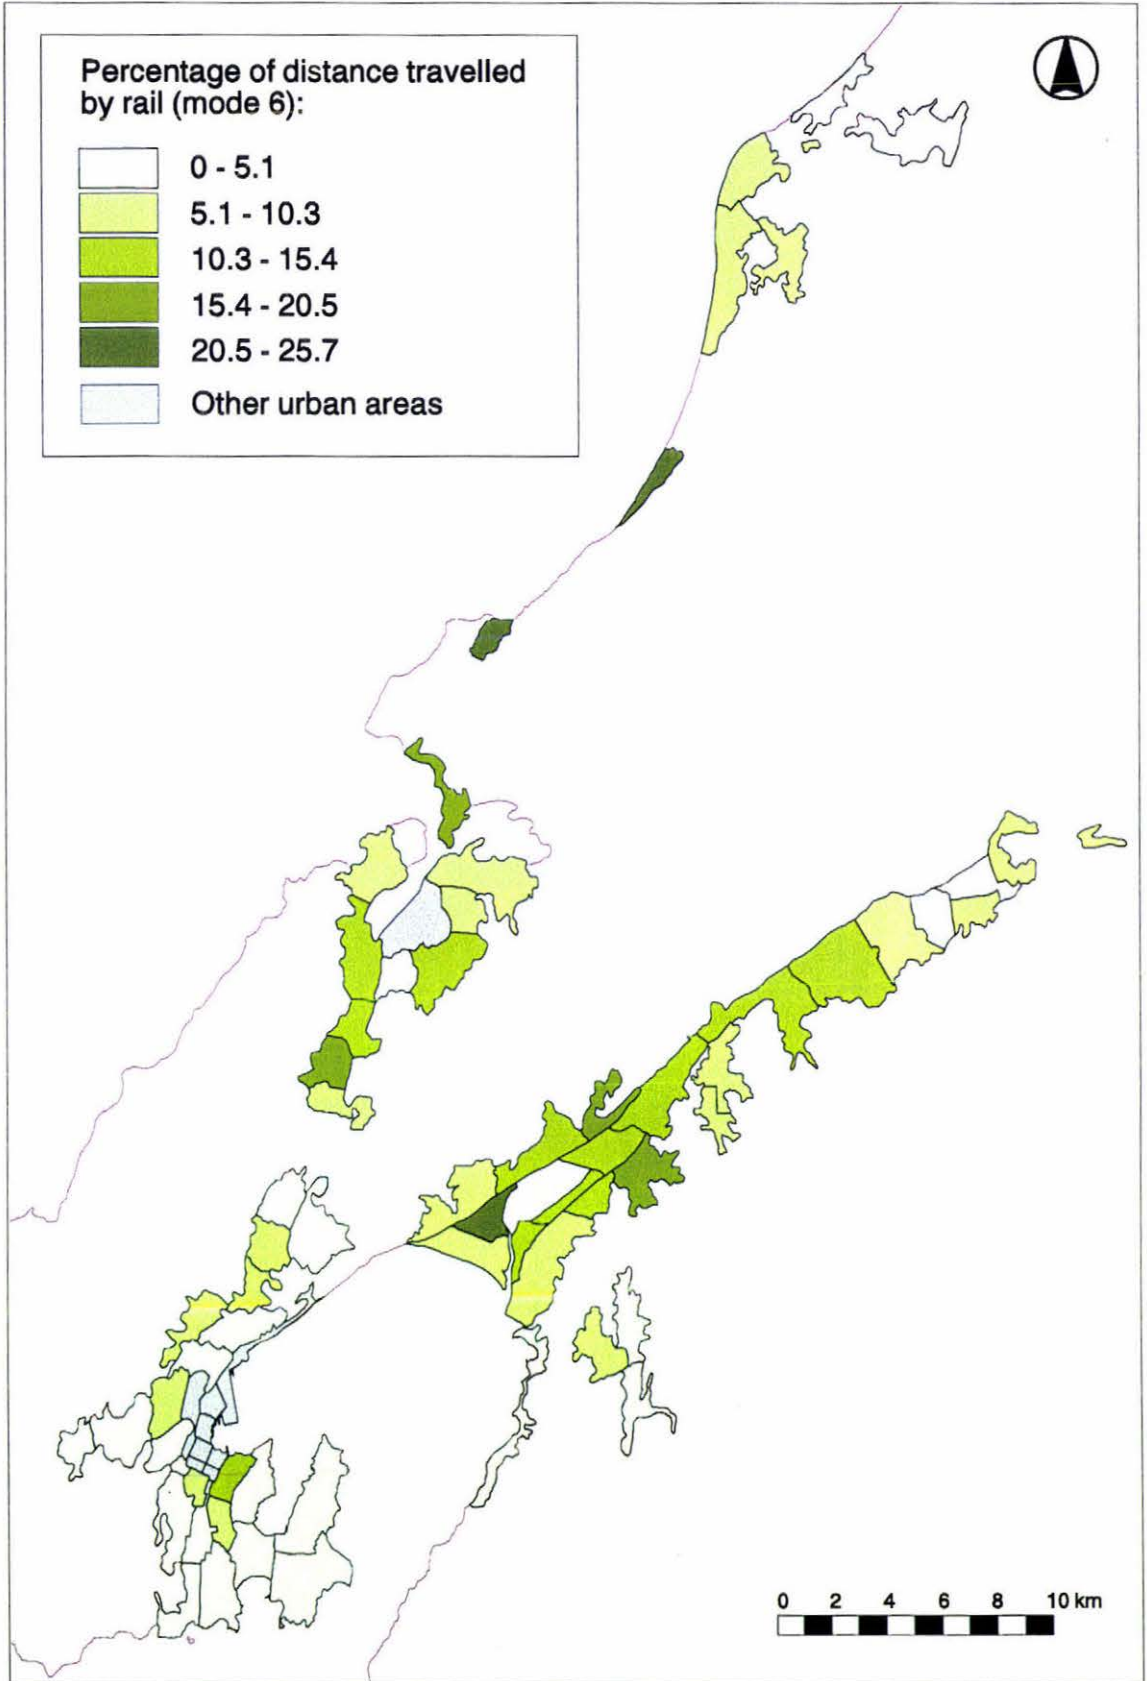 Percentage of distance travelled
by rail (mode 6):
0 - 5.1
5.1 - 10.3
10.3 - 15.4
15.4 - 20.5
20.5 - 25.7
Other urban areas
0 2 4 6 8 10 km